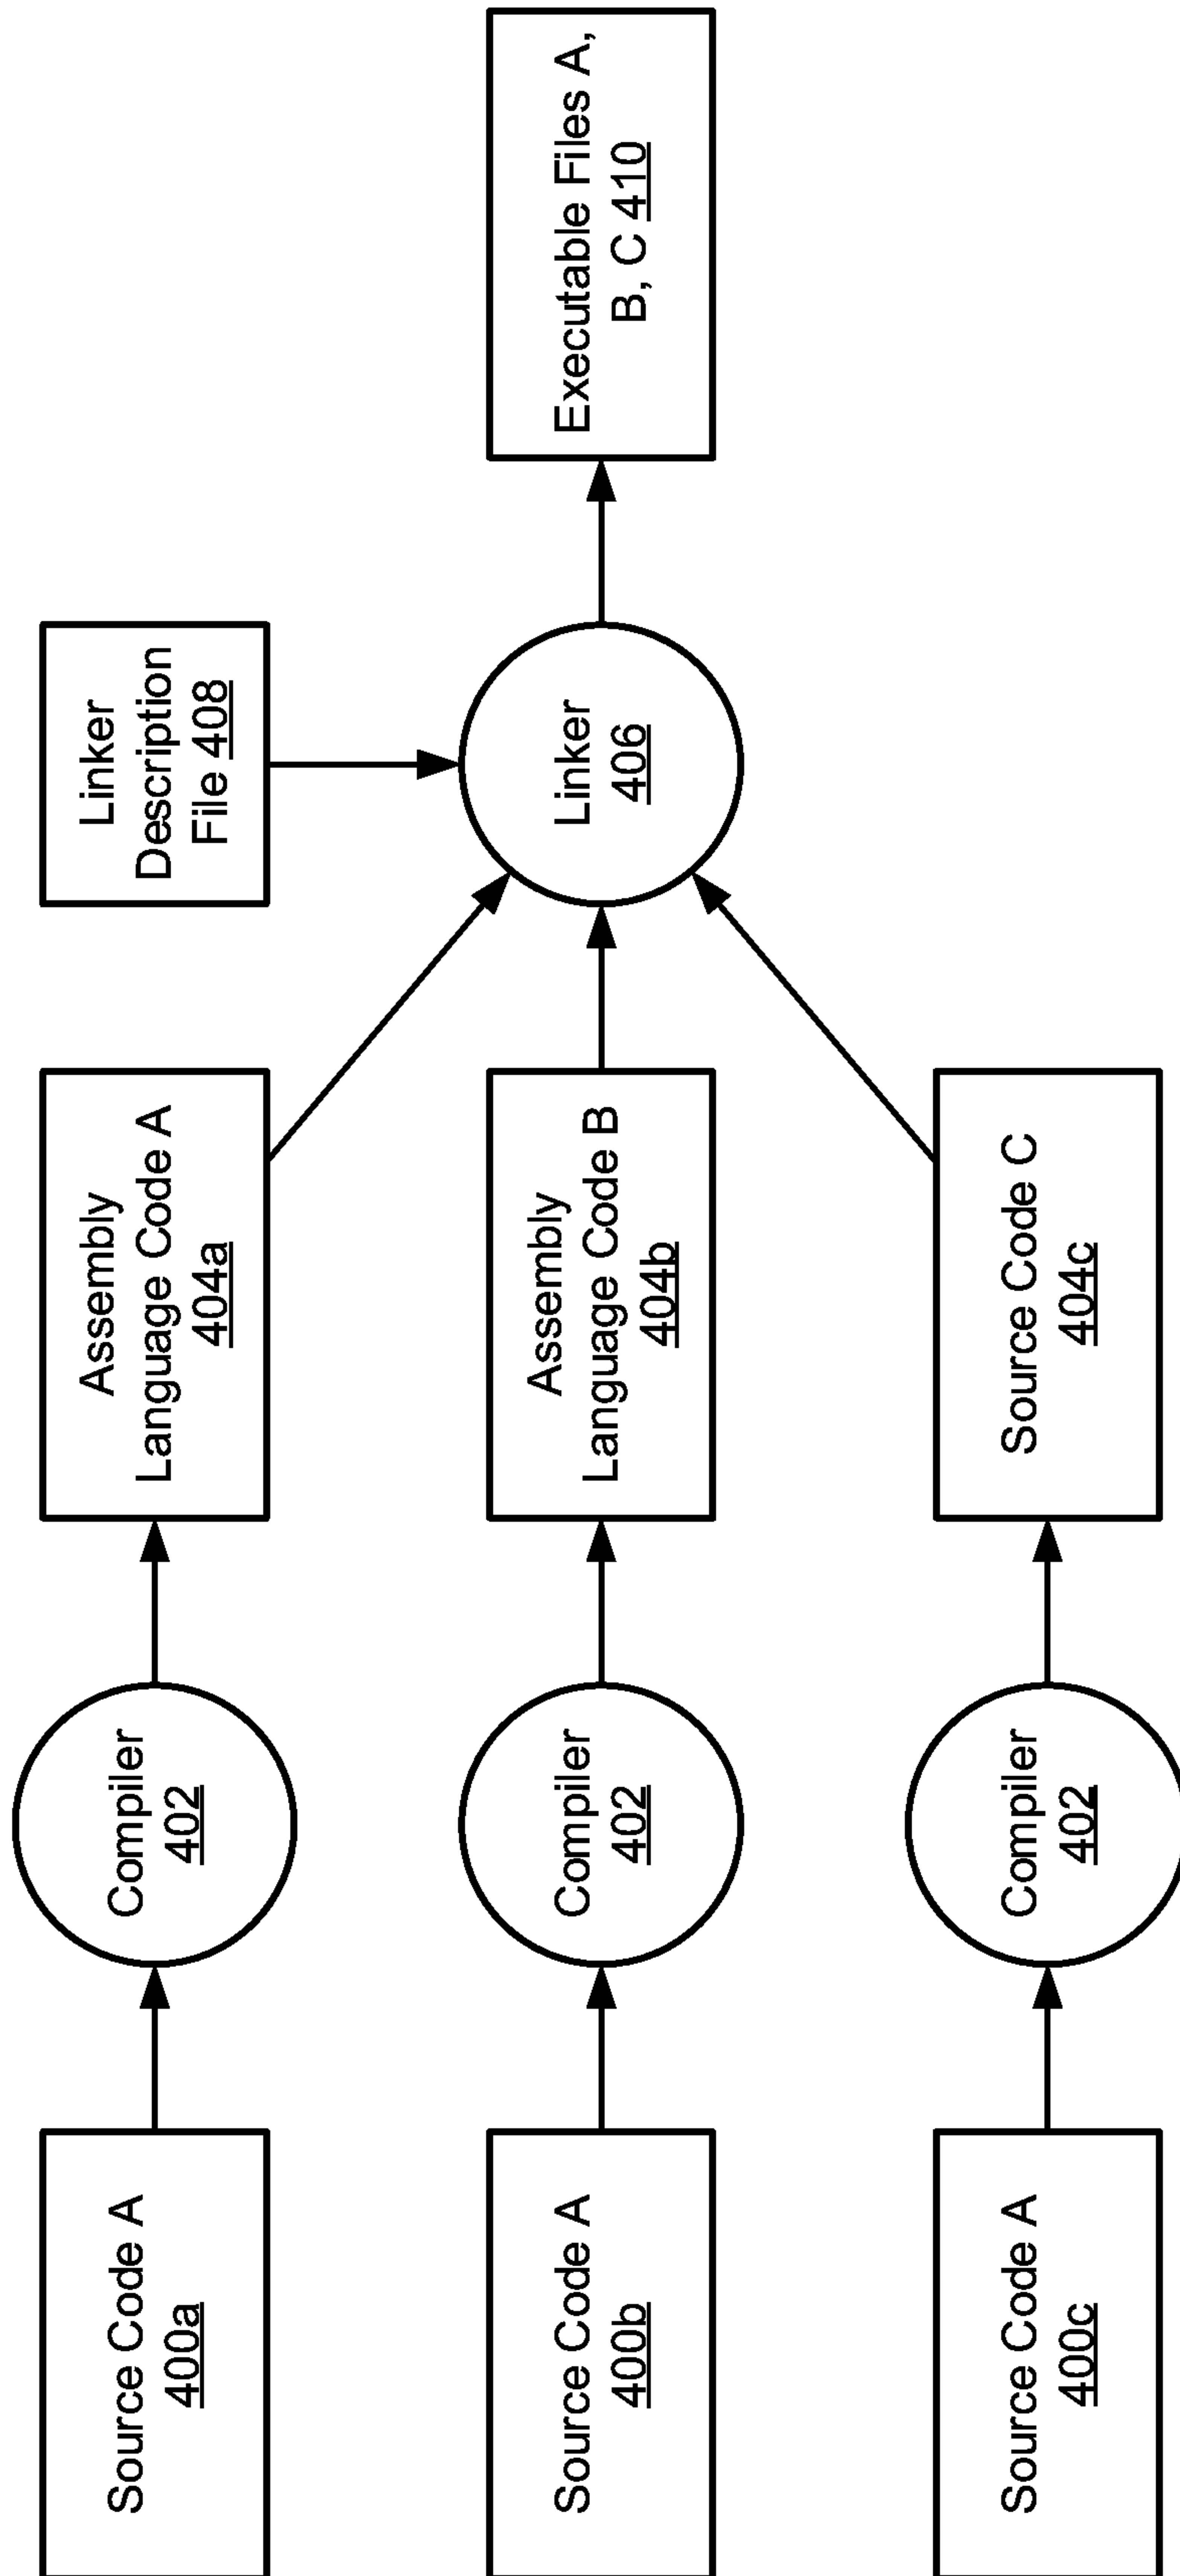 Source Code A
400a
Compiler
402
Assembly
Language Code A
404a
Linker
Description
File 408
Source Code A
400b
Compiler
402
Assembly
Language Code B
404b
Linker
406
Executable Files A,
B, C 410
Source Code A
400c
Compiler
402
Source Code C
404c